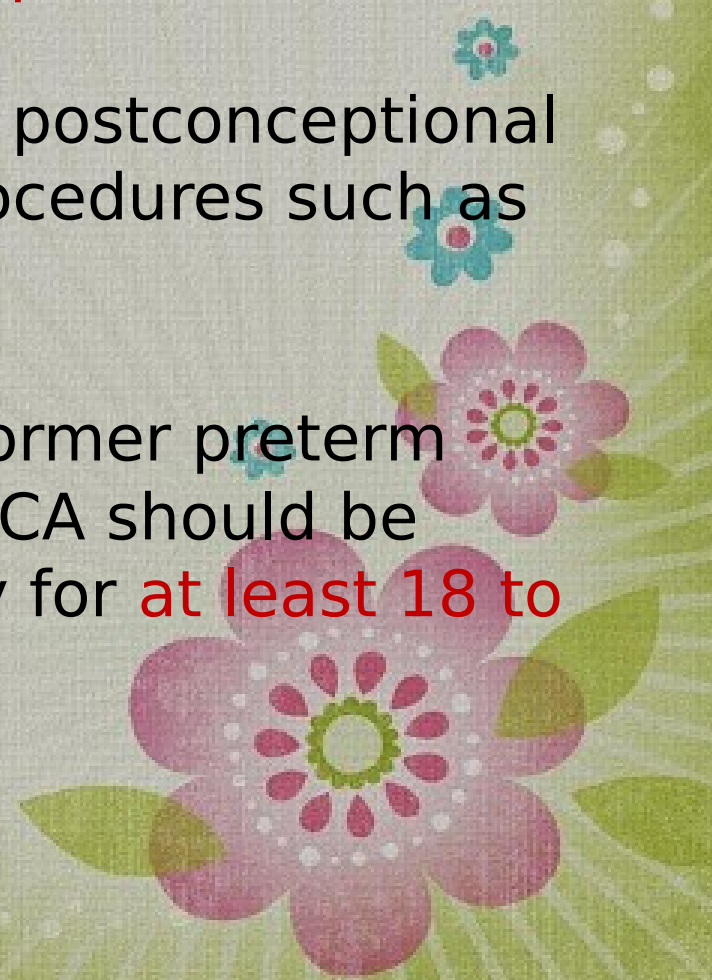 postconceptional
ocedures such as
ormer preterm
CA should be
y for at least 18 to